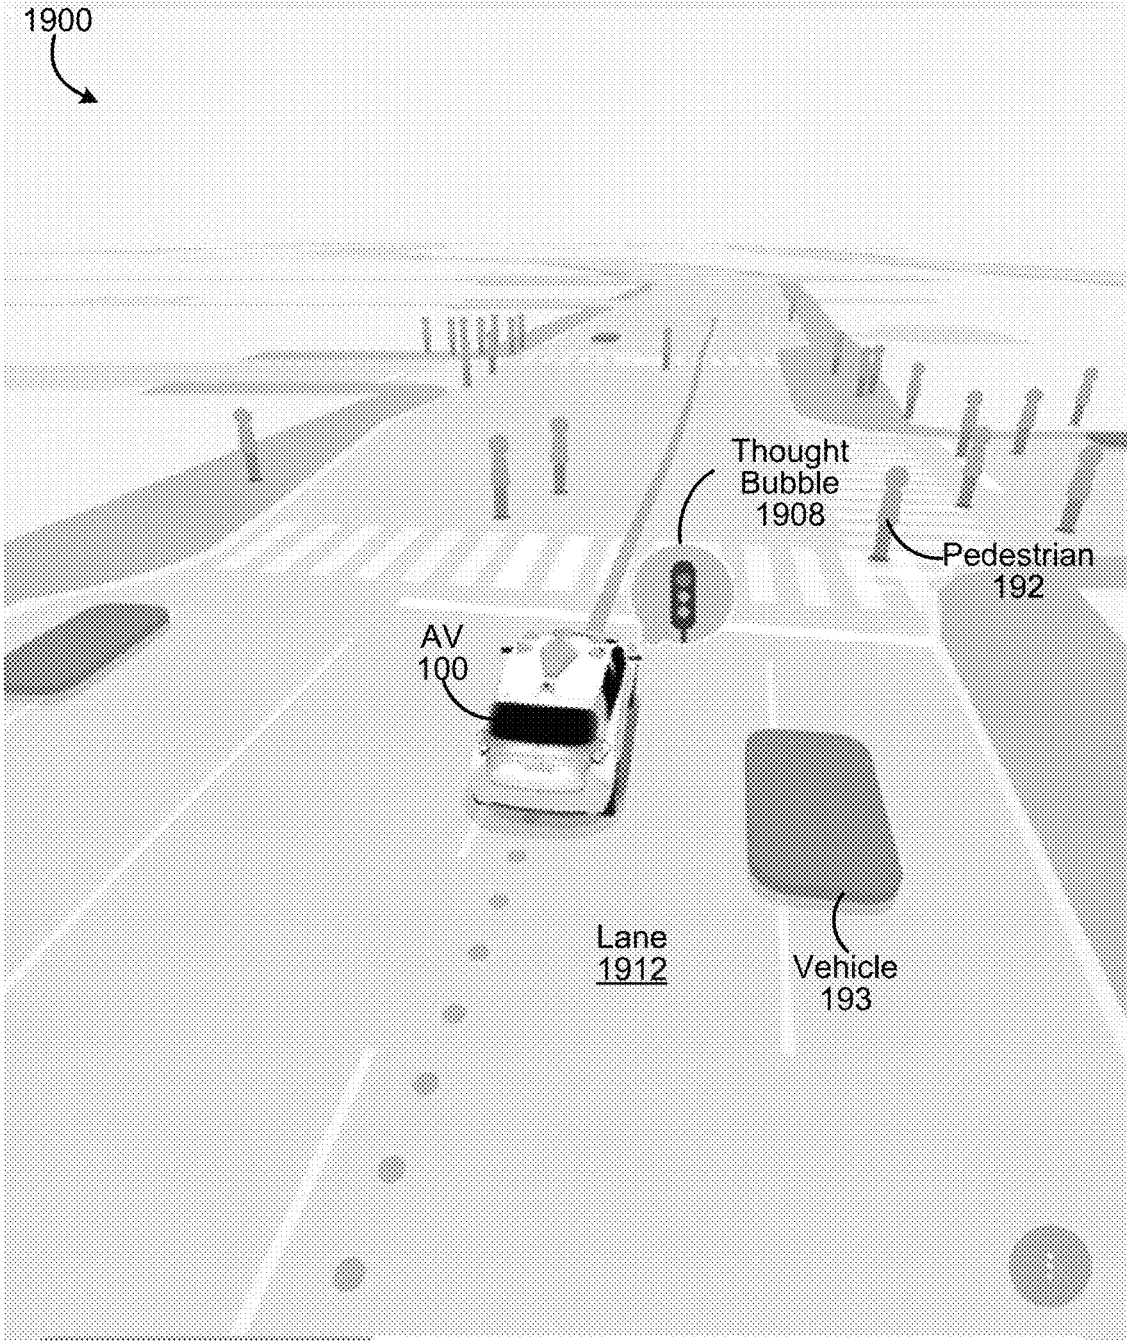 1900
Thought
Bubble
1908
Pedestrian
192
AV
100
Lane
1912
Vehicle
193